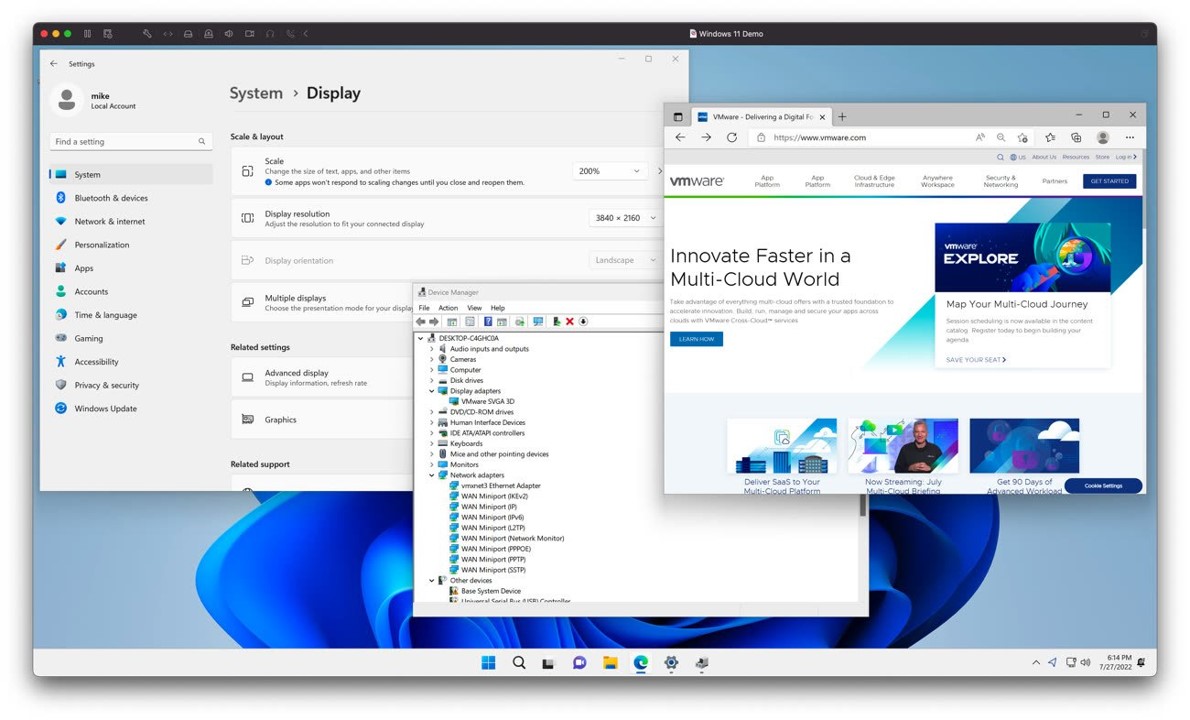 Windows 11 Demo
Settings
mike
Local Account
Find a setting
System
Bluetooth & devices
Network & internet
Personalization
Apps
Accounts
Time & language
Gaming
Accessibility
Privacy & security
Windows Update
System > Display
Scale & layout
Scale
Change the size of text, apps, and other items
Some apps won't respond to scaling changes until you close and reopen them.
200%
Display resolution
Adjust the resolution to fit your connected display
3840 × 2160
Display orientation
Landscape
Multiple displays
Choose the presentation mode for your display
Related settings
Advanced display
Display information, refresh rate
Graphics
Related support
Device Manager
File Action View Help
DESKTOP-C4GHC0A
Audio inputs and outputs
Cameras
Computer
Disk drives
Display adapters
VMware SVGA 3D
DVD/CD-ROM drives
Human Interface Devices
IDE ATA/ATAPI controllers
Keyboards
Mice and other pointing devices
Monitors
Network adapters
vmxnet3 Ethernet Adapter
WAN Miniport (IKEv2)
WAN Miniport (IP)
WAN Miniport (IPv6)
WAN Miniport (L2TP)
WAN Miniport (Network Monitor)
WAN Miniport (PPPOE)
WAN Miniport (PPTP)
WAN Miniport (SSTP)
Other devices
Base System Device
Universal Serial Bus (USB) Controller
VMware - Delivering a Digital Fo
https://www.vmware.com
US About Us Resources Store Log in
vmware
App Platform
App Platform
Cloud & Edge Infrastructure
Anywhere Workspace
Security & Networking
Partners
GET STARTED
Innovate Faster in a
Multi-Cloud World
Take advantage of everything multi-cloud offers with a trusted foundation to
accelerate innovation. Build, run, manage and secure your apps across
clouds with VMware Cross-Cloud™ services
LEARN HOW
vmware
EXPLORE
Map Your Multi-Cloud Journey
Session scheduling is now available in the content
catalog. Register today to begin building your
agenda.
SAVE YOUR SEAT
Deliver SaaS to Your
Multi-Cloud Platform
Now Streaming: July
Multi-Cloud Briefing
Get 90 Days of
Advanced Workload
Cookie Settings
6:14 PM
7/27/2022